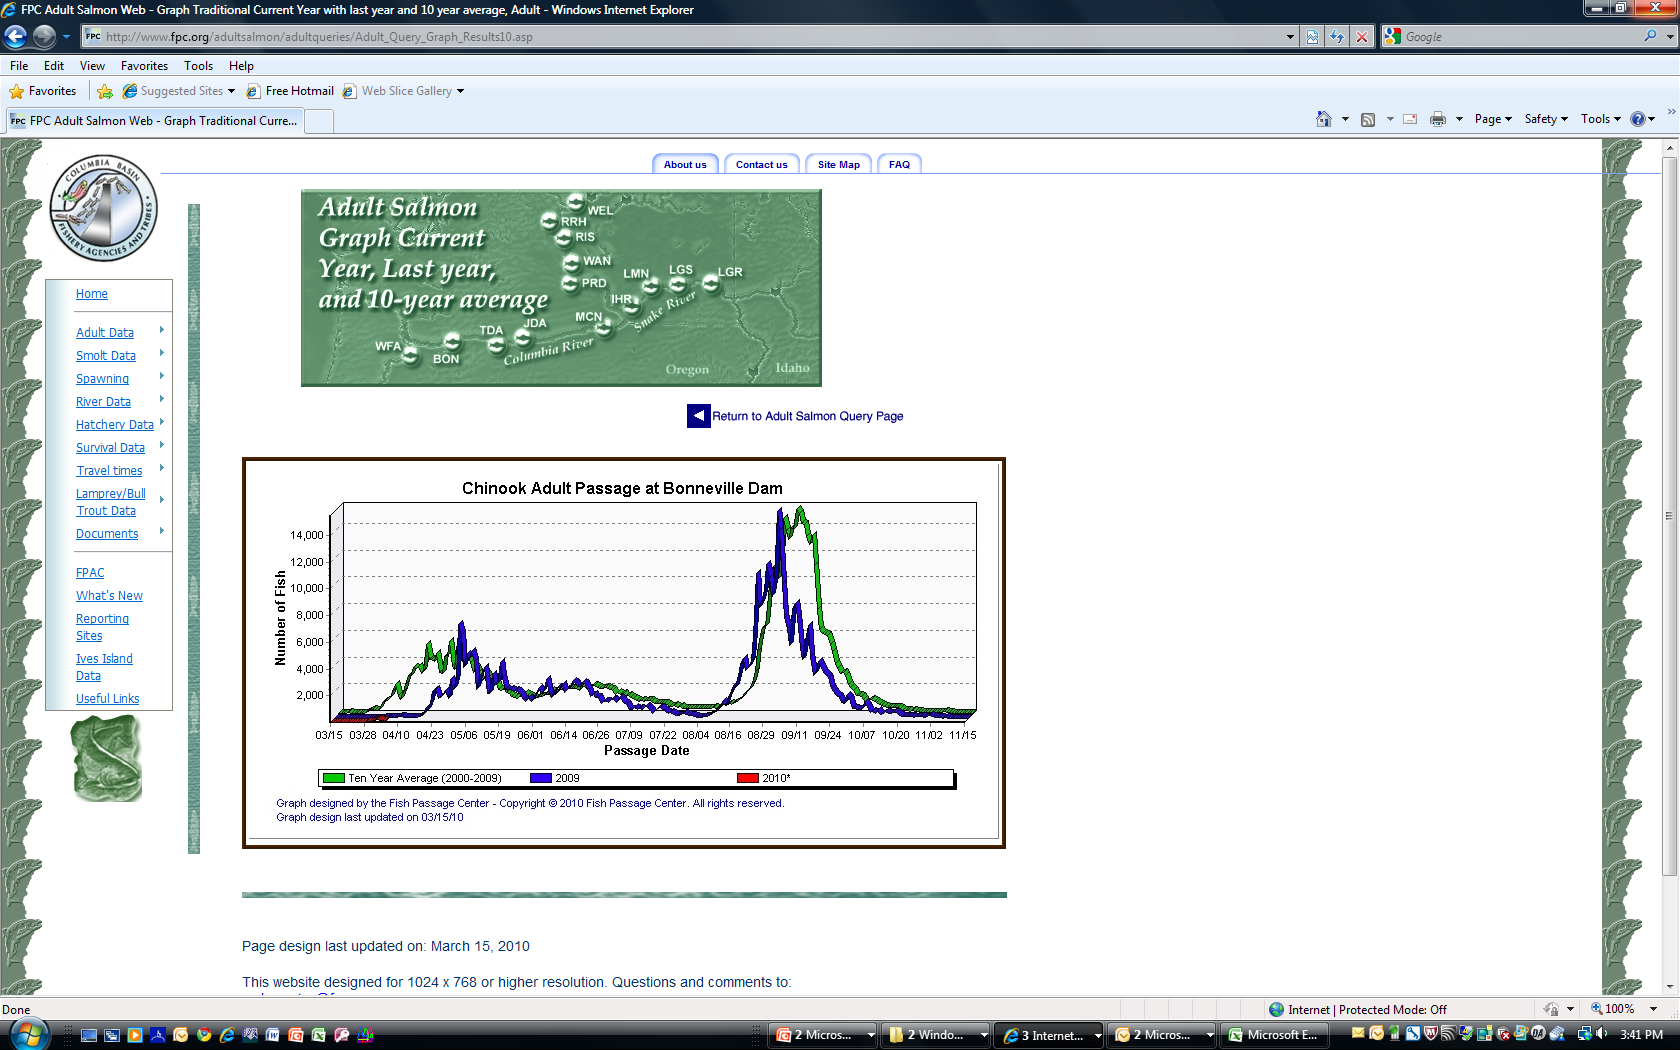 FPC Adult Salmon Web - Graph Traditional Current Year with last year and 10 year average, Adult - Windows Internet Explorer
FPC http://www.fpc.org/adultsalmon/adultqueries/Adult_Query_Graph_Results10.asp
Google
File Edit View Favorites Tools Help
Favorites Suggested Sites Free Hotmail Web Slice Gallery
FPC FPC Adult Salmon Web - Graph Traditional Curre...
Page Safety Tools
COLUMBIA BASIN
FISHERY AGENCIES AND TRIBES
About us Contact us Site Map FAQ
Adult Salmon
Graph Current
Year, Last year,
and 10-year average
WEL
RRH
RIS
WAN
PRD
LMN LGS LGR
IHR
MCN
Snake River
TDA JDA
WFA BON
Columbia River
Oregon Idaho
Home
Adult Data
Smolt Data
Spawning
River Data
Hatchery Data
Survival Data
Travel times
Lamprey/Bull
Trout Data
Documents
FPAC
What's New
Reporting
Sites
Ives Island
Data
Useful Links
Return to Adult Salmon Query Page
Chinook Adult Passage at Bonneville Dam
Number of Fish
14,000
12,000
10,000
8,000
6,000
4,000
2,000
03/15 03/28 04/10 04/23 05/06 05/19 06/01 06/14 06/26 07/09 07/22 08/04 08/16 08/29 09/11 09/24 10/07 10/20 11/02 11/15
Passage Date
Ten Year Average (2000-2009) 2009 2010*
Graph designed by the Fish Passage Center - Copyright © 2010 Fish Passage Center. All rights reserved.
Graph design last updated on 03/15/10
Page design last updated on: March 15, 2010
This website designed for 1024 x 768 or higher resolution. Questions and comments to:
Done
Internet | Protected Mode: Off
100%
2 Micros... 2 Windo... 3 Internet... 2 Micros... Microsoft E...
3:41 PM